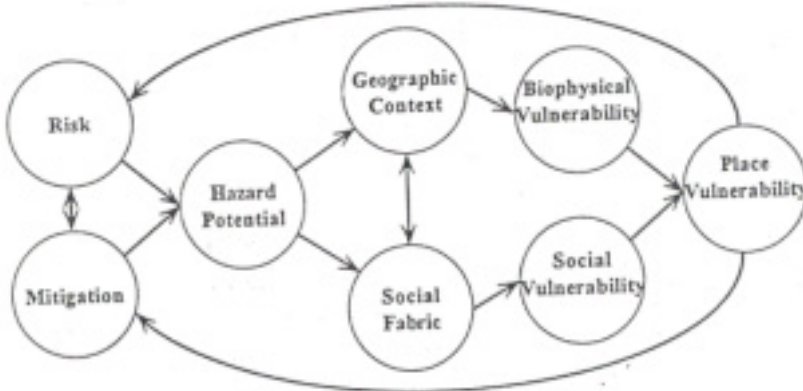 Geographic
Context
Biophysical
Vulnerability
Risk
Hazard
Potential
Place
Vulnerability
Mitigation
Social
Fabric
Social
Vulnerability